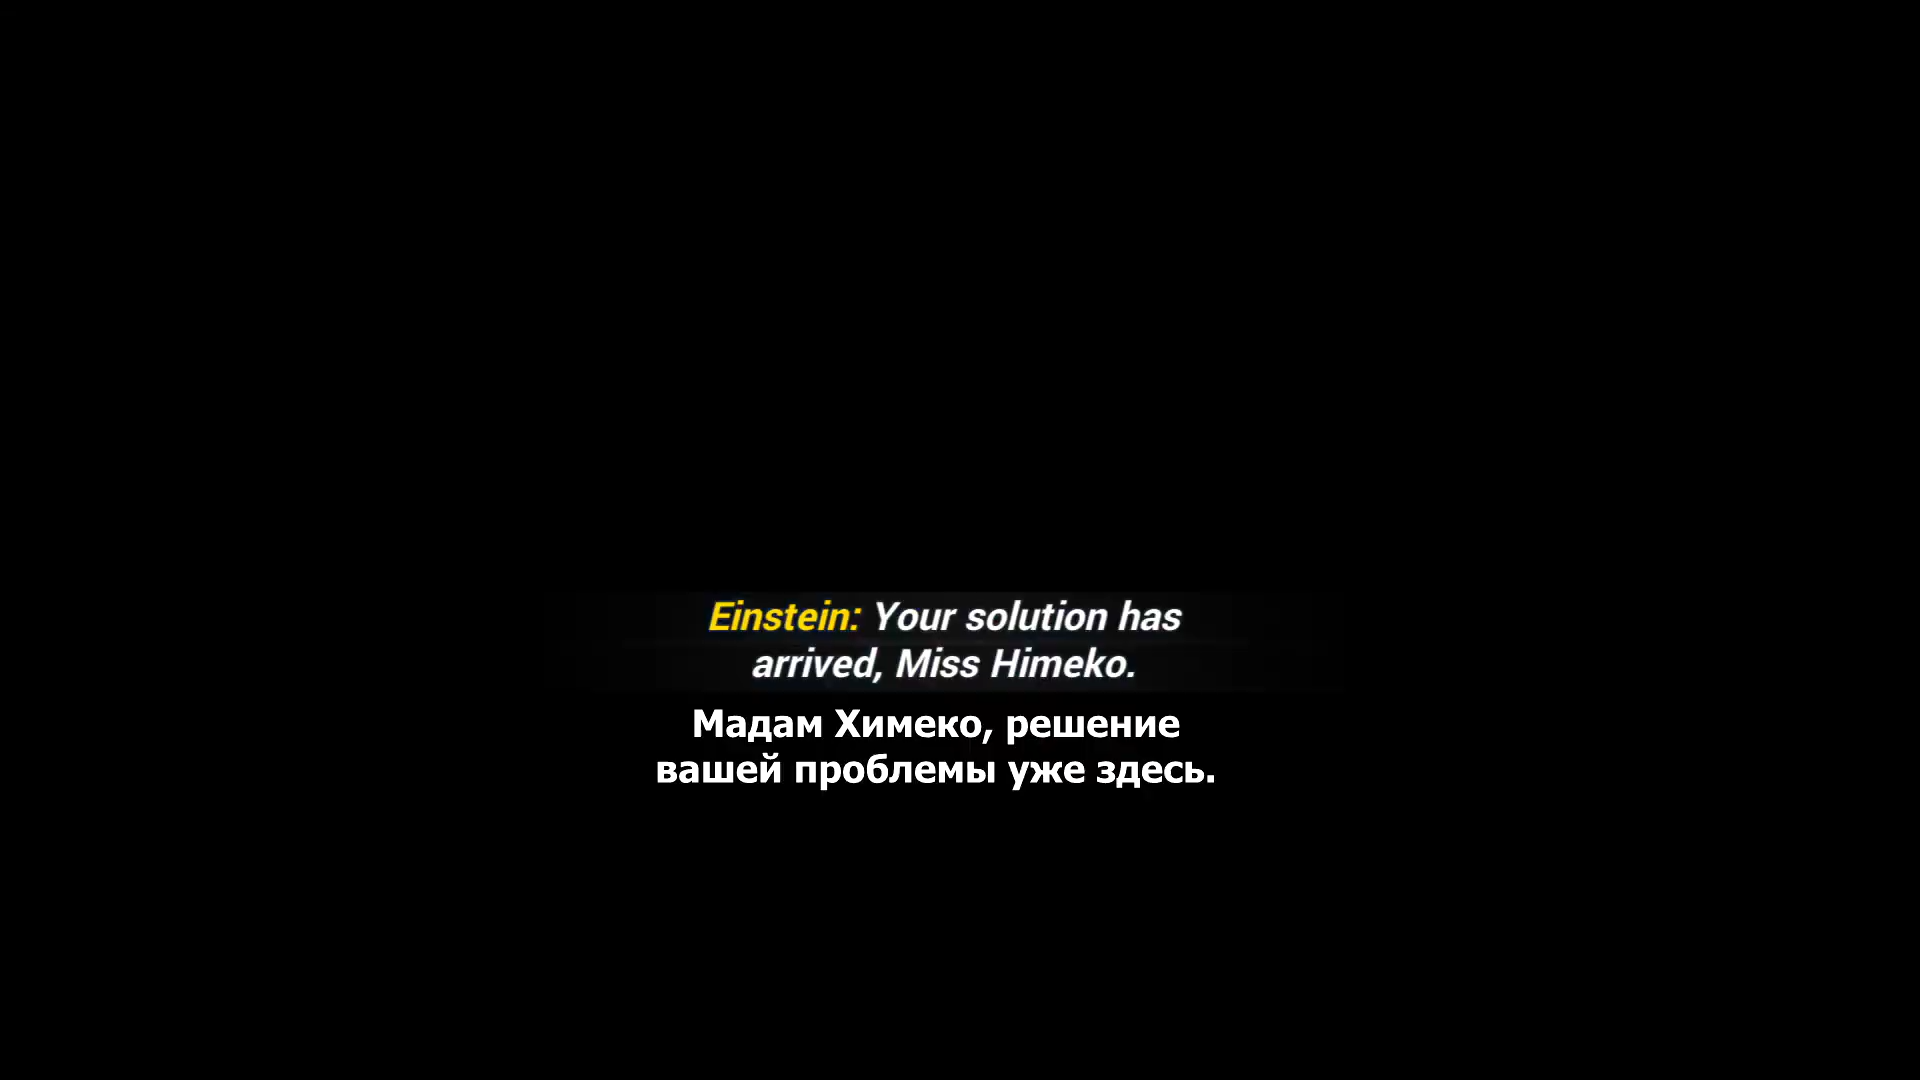 Einstein: Your solution has
arrived, Miss Himeko.
Мадам Химеко, решение
вашей проблемы уже здесь.